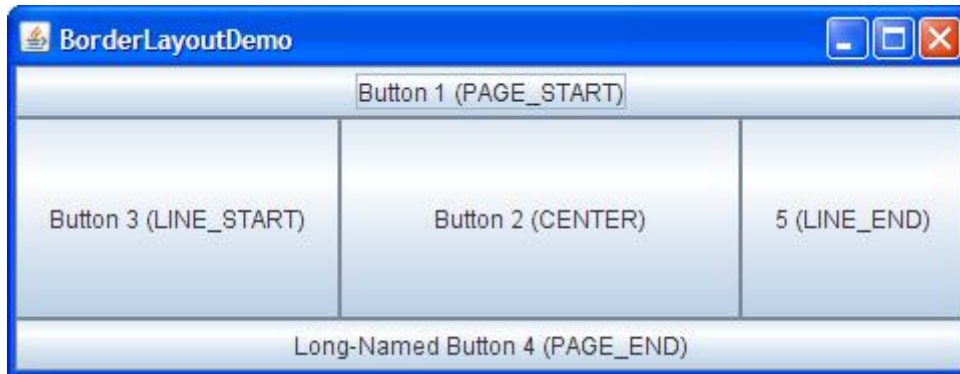 BorderLayoutDemo
Button 1 (PAGE_START)
Button 3 (LINE_START)
Button 2 (CENTER)
5 (LINE_END)
Long-Named Button 4 (PAGE_END)